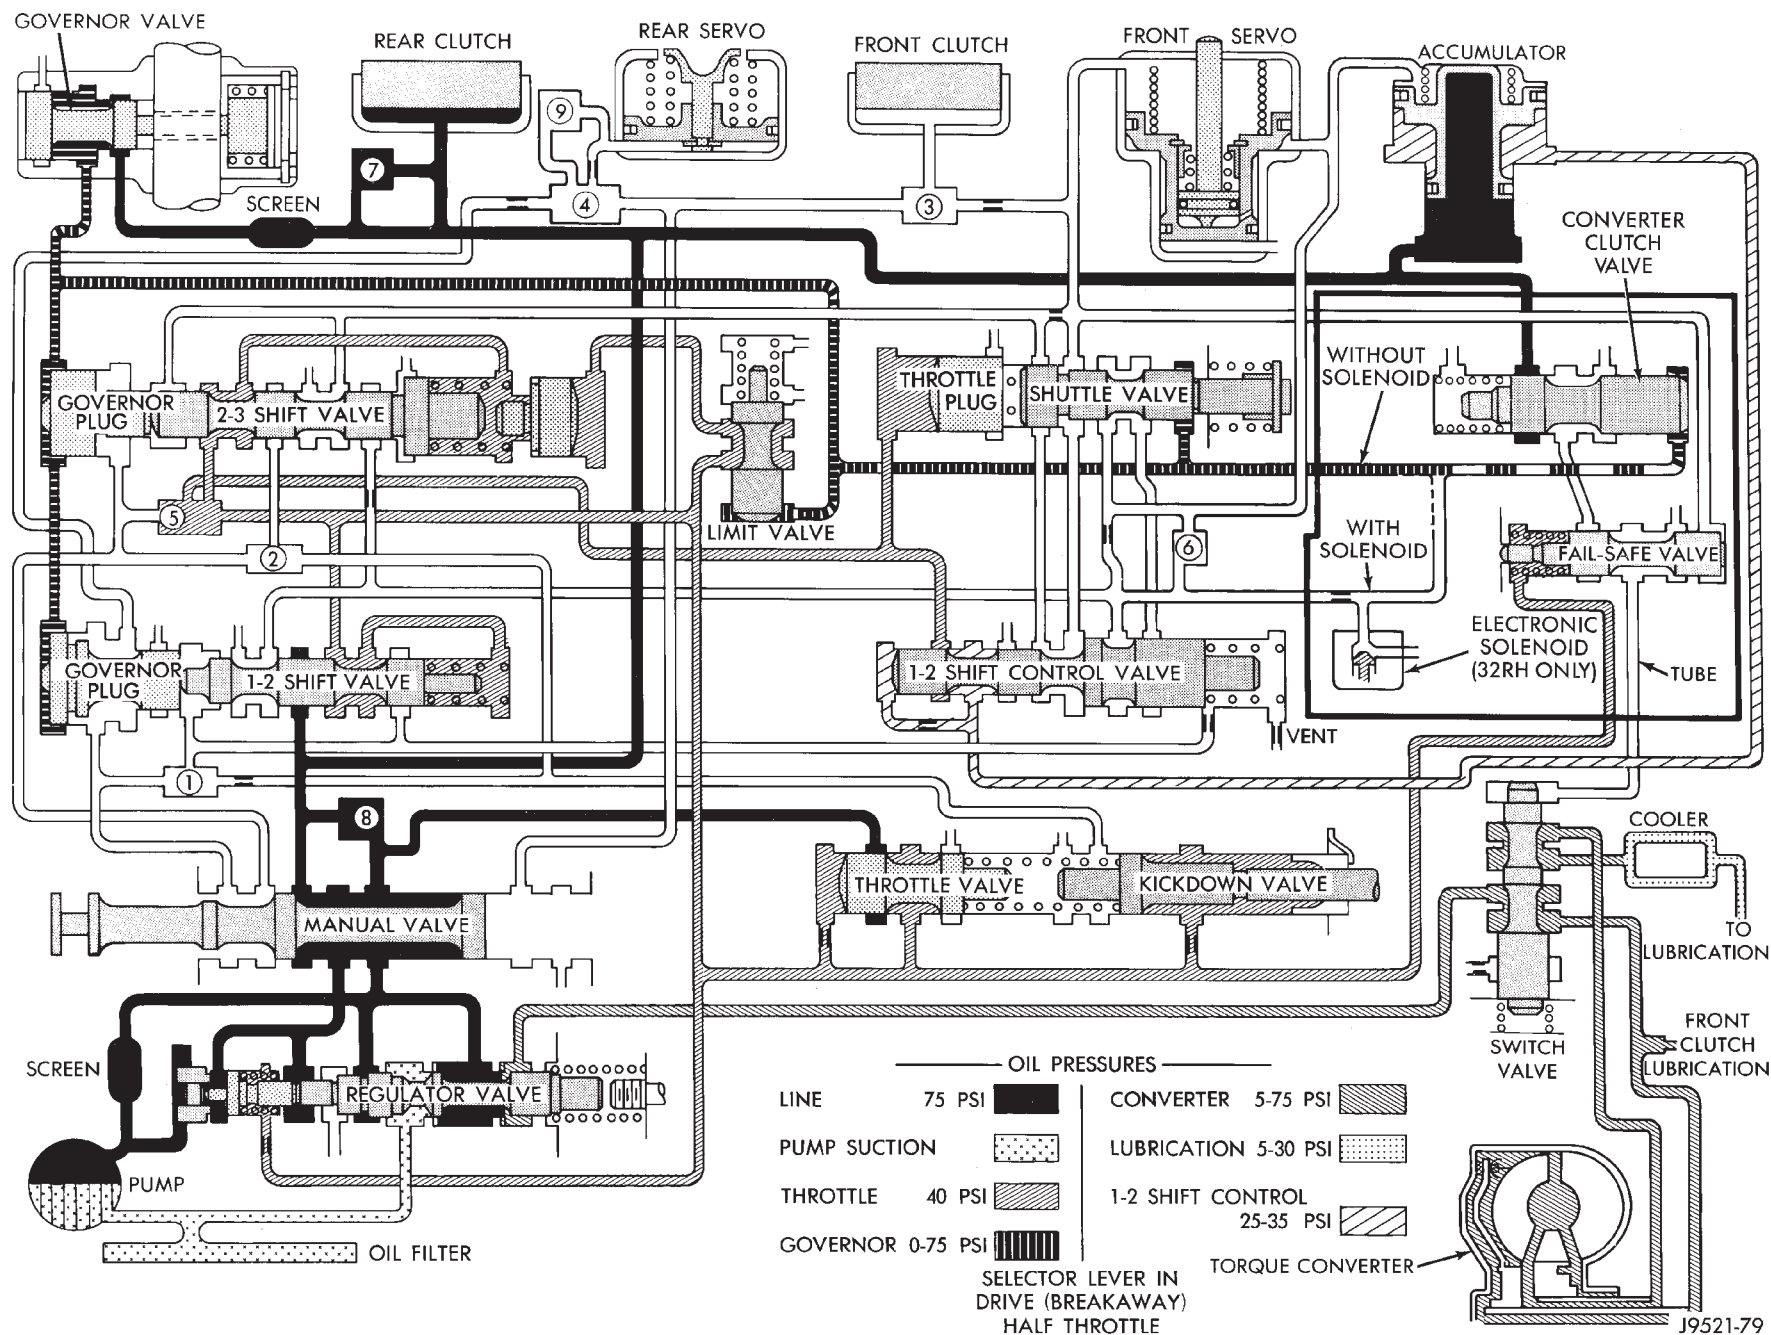 GOVERNOR VALVE
REAR CLUTCH
REAR SERVO
FRONT CLUTCH
FRONT SERVO
ACCUMULATOR
9
7
SCREEN
4
3
CONVERTER
CLUTCH
VALVE
WITHOUT
SOLENOID
GOVERNOR
PLUG
2-3 SHIFT VALVE
THROTTLE
PLUG
SHUTTLE VALVE
5
LIMIT VALVE
WITH
SOLENOID
6
FAIL-SAFE VALVE
2
ELECTRONIC
SOLENOID
(32RH ONLY)
TUBE
GOVERNOR
PLUG
1-2 SHIFT VALVE
1-2 SHIFT CONTROL VALVE
VENT
1
8
COOLER
THROTTLE VALVE
KICKDOWN VALVE
MANUAL VALVE
TO
LUBRICATION
SCREEN
SWITCH
VALVE
FRONT
CLUTCH
LUBRICATION
REGULATOR VALVE
PUMP
OIL FILTER
OIL PRESSURES
LINE 75 PSI
PUMP SUCTION
THROTTLE 40 PSI
GOVERNOR 0-75 PSI
CONVERTER 5-75 PSI
LUBRICATION 5-30 PSI
1-2 SHIFT CONTROL
25-35 PSI
SELECTOR LEVER IN
DRIVE (BREAKAWAY)
HALF THROTTLE
TORQUE CONVERTER
J9521-79